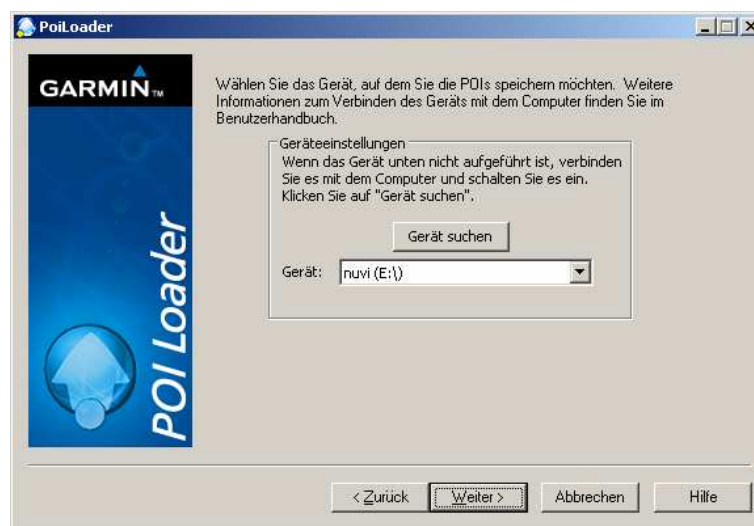 PoiLoader
GARMIN™
POI Loader
Wählen Sie das Gerät, auf dem Sie die POIs speichern möchten. Weitere
Informationen zum Verbinden des Geräts mit dem Computer finden Sie im
Benutzerhandbuch.
Geräteeinstellungen
Wenn das Gerät unten nicht aufgeführt ist, verbinden
Sie es mit dem Computer und schalten Sie es ein.
Klicken Sie auf "Gerät suchen".
Gerät suchen
Gerät: nuvi (E:\)
< Zurück Weiter > Abbrechen Hilfe